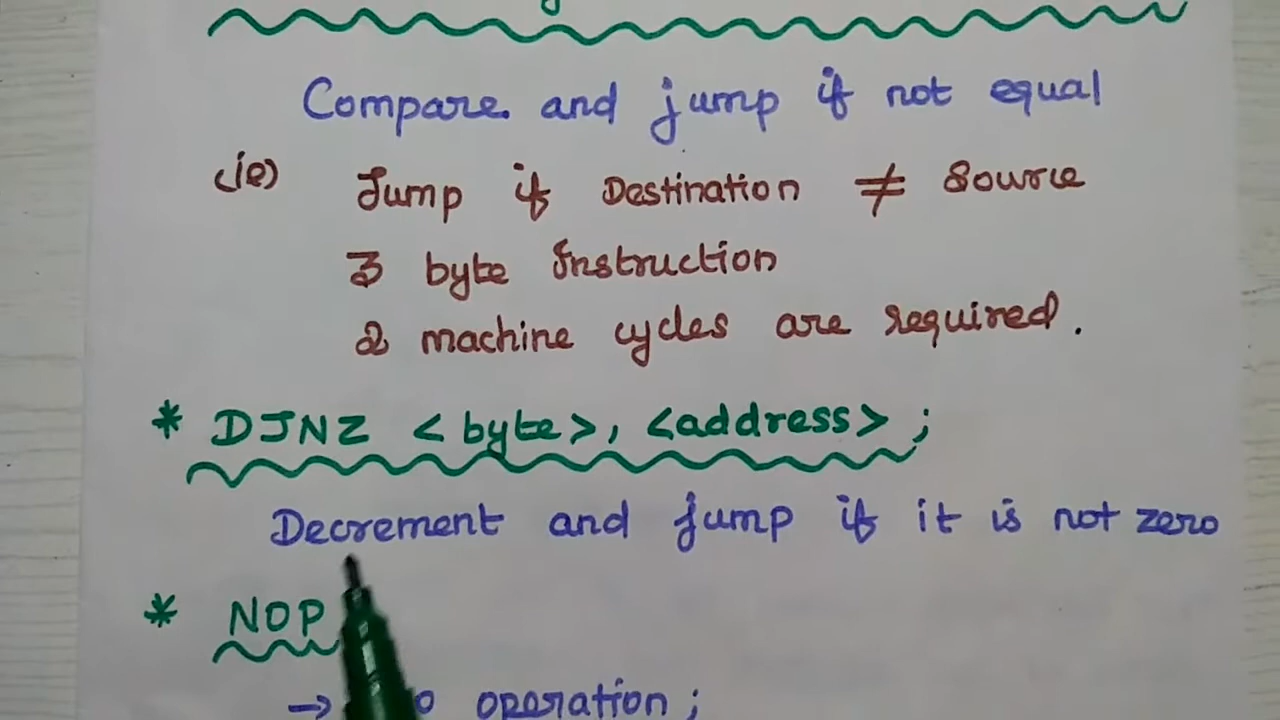 Compare and jump if not equal
(ie) Jump if Destination ≠ Source
3 byte Instruction
2 machine cycles are required.
* DJNZ <byte>, <address> ;
Decrement and jump if it is not zero
* NOP
→ operation ;